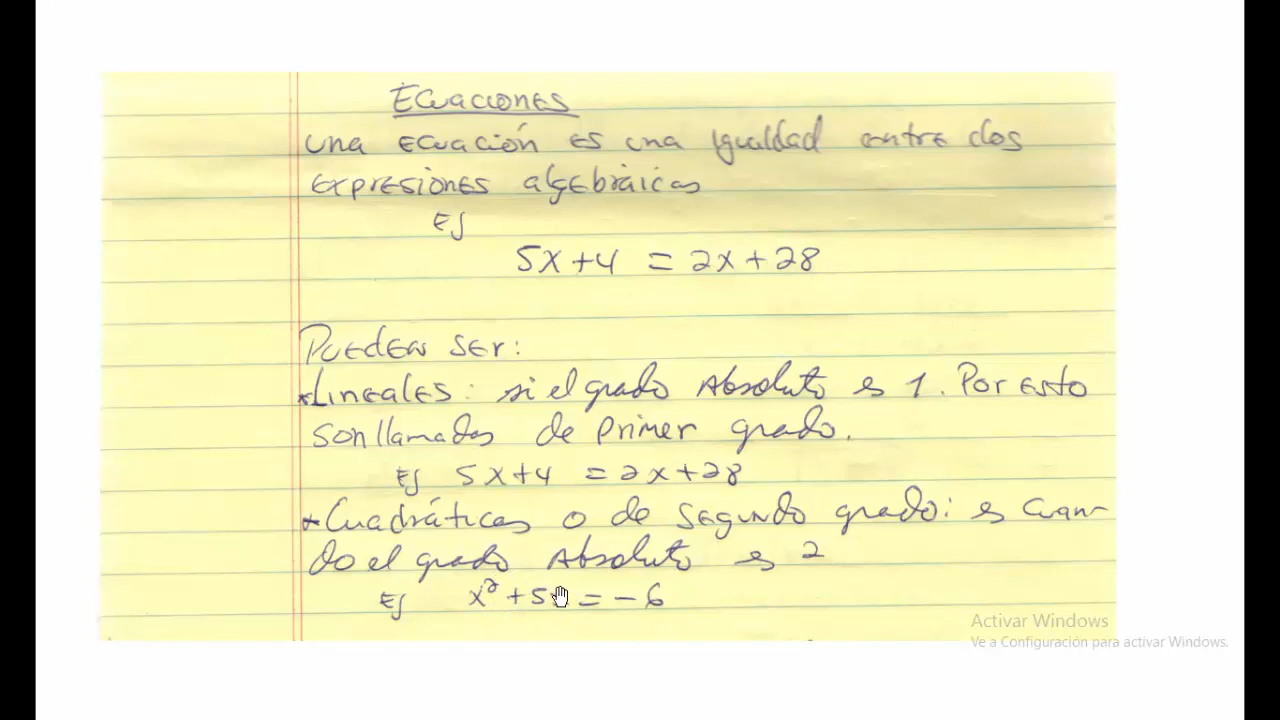 Ecuaciones
una ecuación es una igualdad entre dos
expresiones algebráicas
Ej
5x+4 = 2x+28
Pueden ser:
*Lineales: si el grado Absoluto es 1. Por esto
son llamadas de primer grado.
Ej 5x+4 = 2x+28
*Cuadráticas o de segundo grado: es cuan-
do el grado Absoluto es 2
Ej x²+5 = -6
Activar Windows
Ve a Configuración para activar Windows.